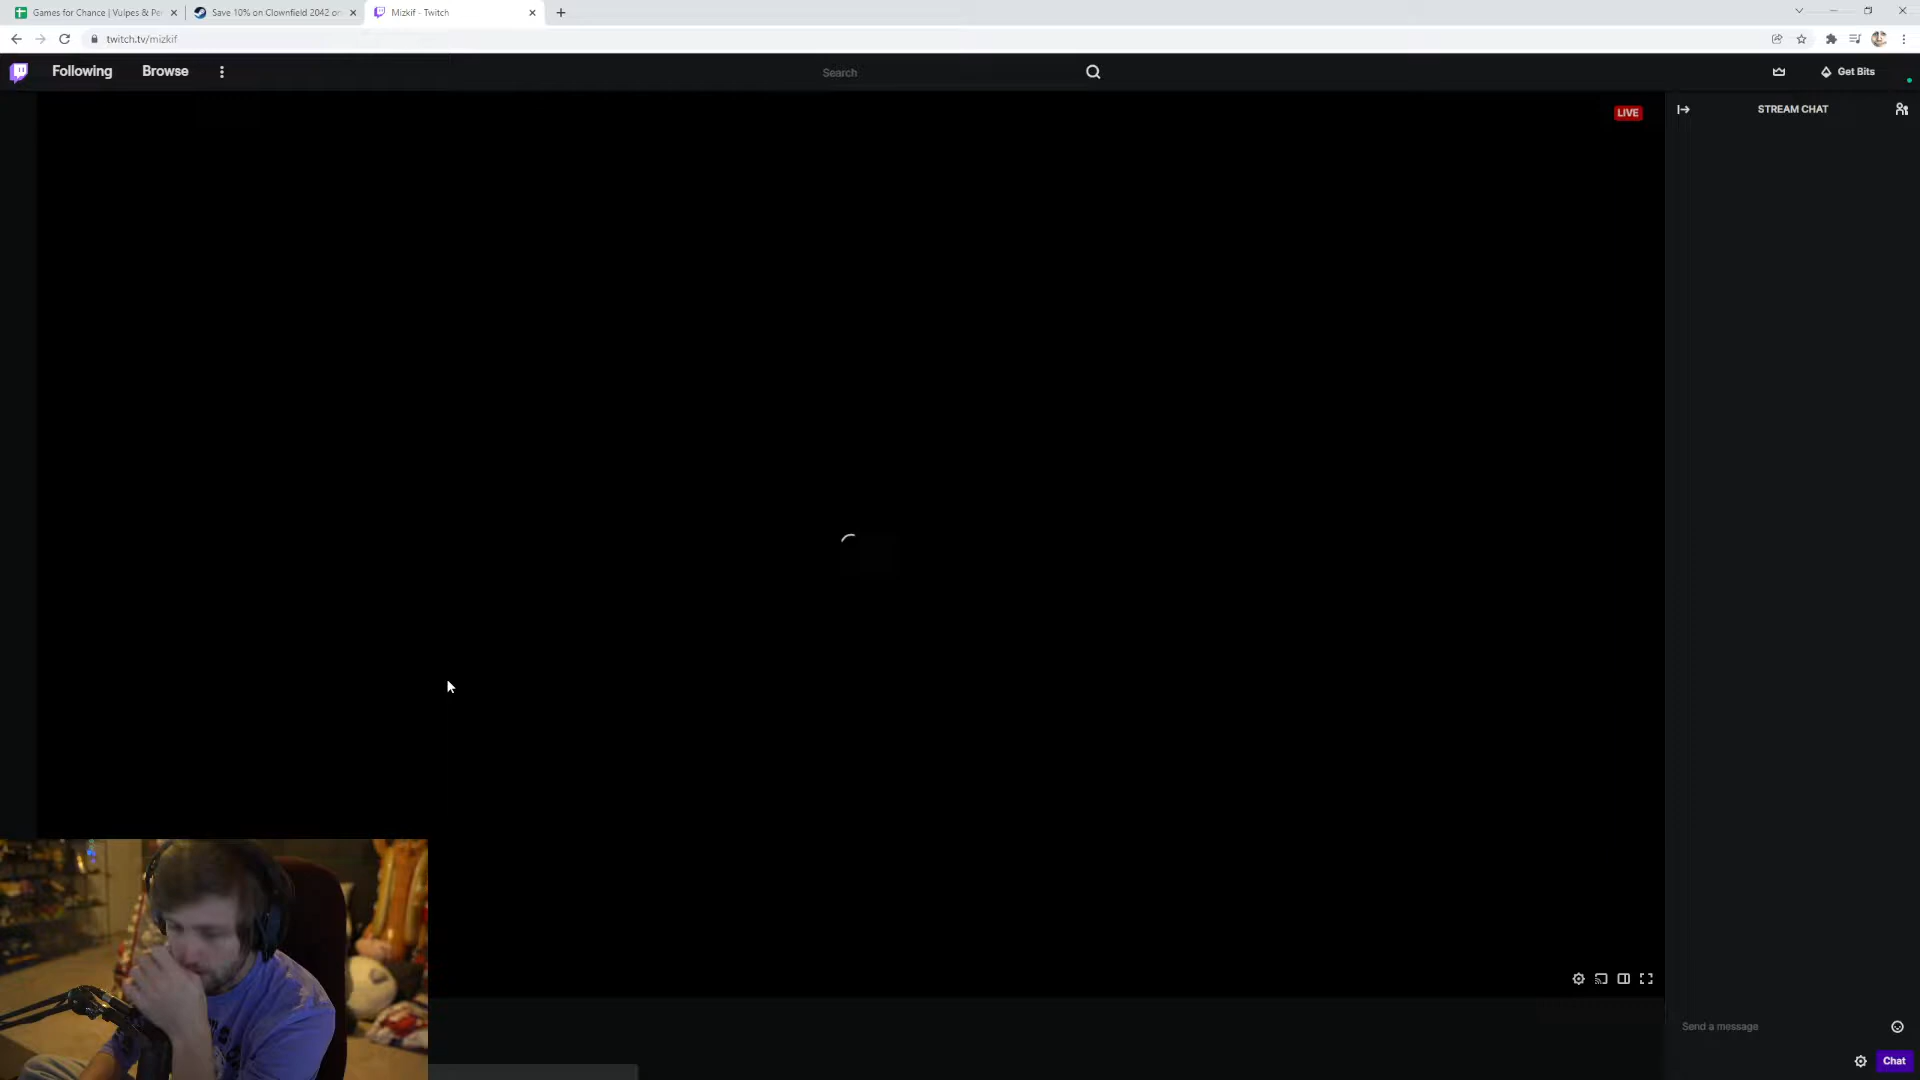 Games for Chance | Vulpes & Pe
Save 10% on Clownfield 2042 on
Mizkif - Twitch
twitch.tv/mizkif
Following
Browse
Search
Get Bits
LIVE
STREAM CHAT
Send a message
Chat